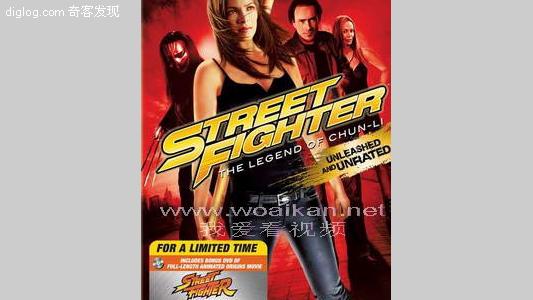 diglog.com 奇客发现
STREET
FIGHTER
THE LEGEND OF CHUN-LI
UNLEASHED
AND UNRATED
www.woaikan.net
我爱看视频
FOR A LIMITED TIME
INCLUDES BONUS DVD OF
FULL-LENGTH ANIMATED ORIGINS MOVIE
STREET
FIGHTER